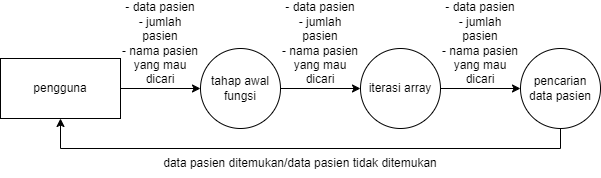 - data pasien
- jumlah
pasien
- nama pasien
yang mau
dicari
- data pasien
- jumlah
pasien
- nama pasien
yang mau
dicari
- data pasien
- jumlah
pasien
- nama pasien
yang mau
dicari
pengguna
tahap awal
fungsi
iterasi array
pencarian
data pasien
data pasien ditemukan/data pasien tidak ditemukan